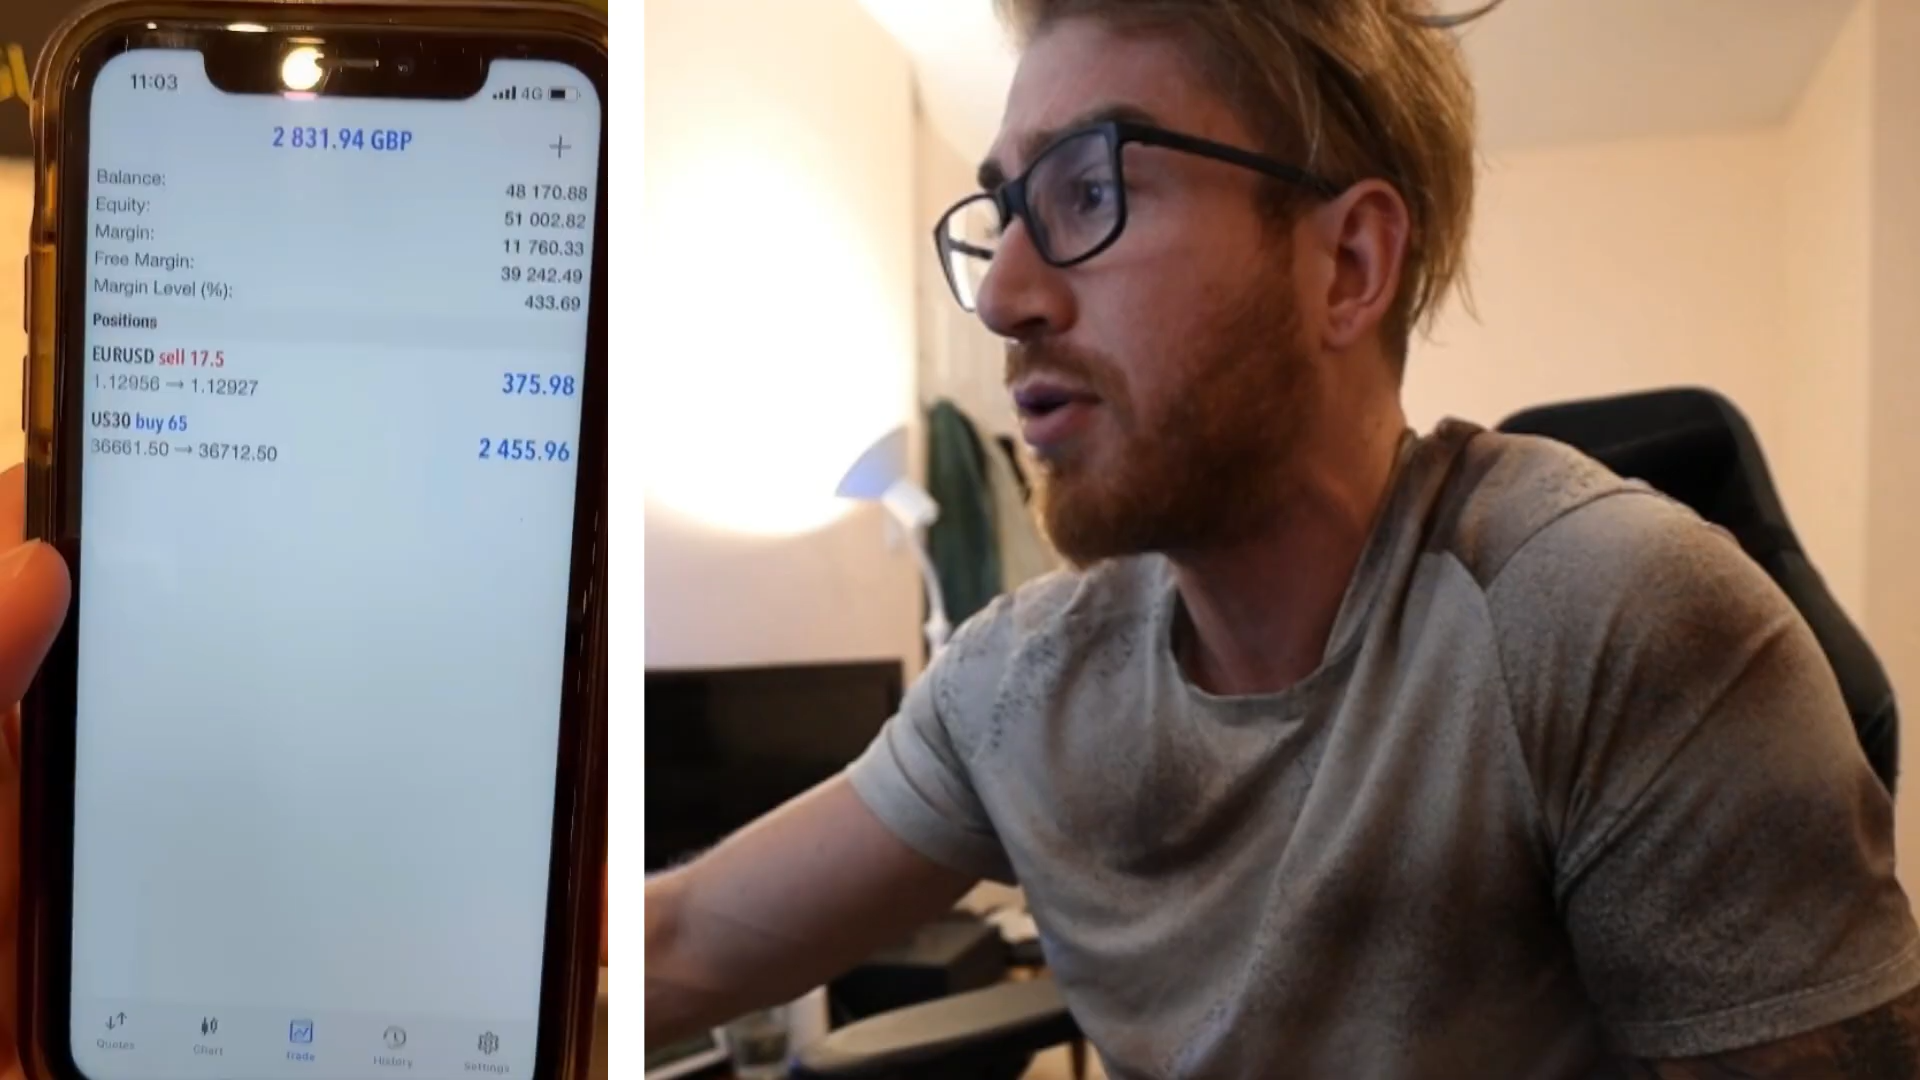 11:03
4G
2 831.94 GBP
+
Balance: 48 170.88
Equity: 51 002.82
Margin: 11 760.33
Free Margin: 39 242.49
Margin Level (%): 433.69
Positions
EURUSD sell 17.5
1.12956 → 1.12927 375.98
US30 buy 65
36661.50 → 36712.50 2 455.96
Quotes Chart Trade History Settings